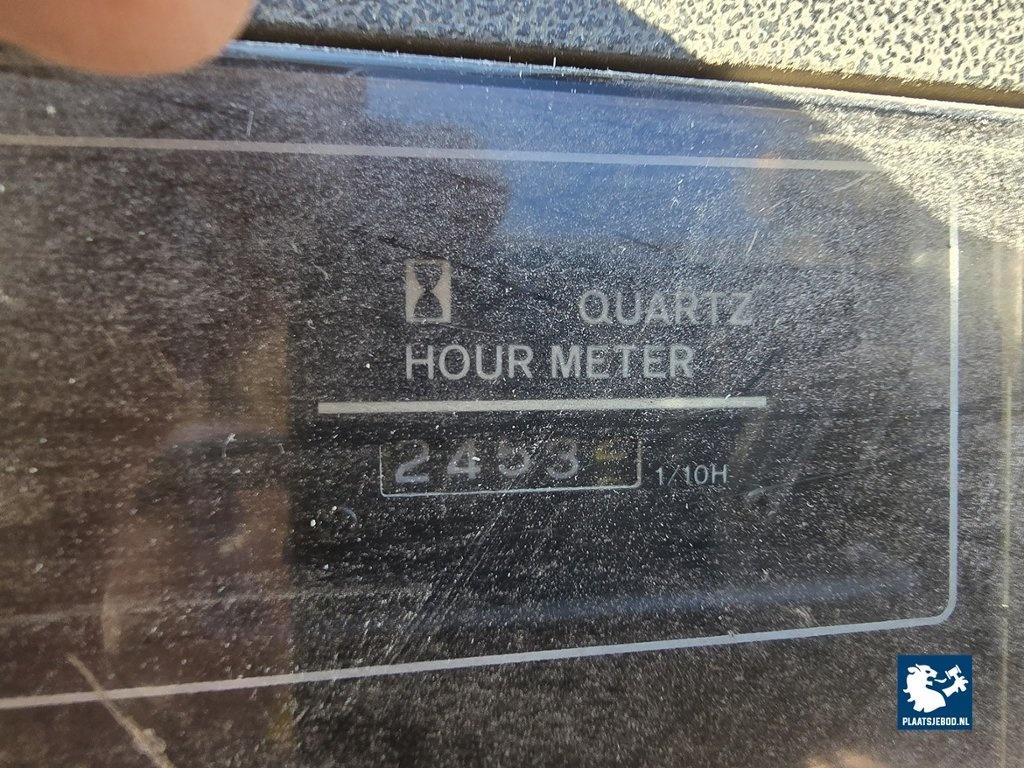 QUARTZ
HOUR METER
2453
1/10H
PLAATSJEBOD.NL